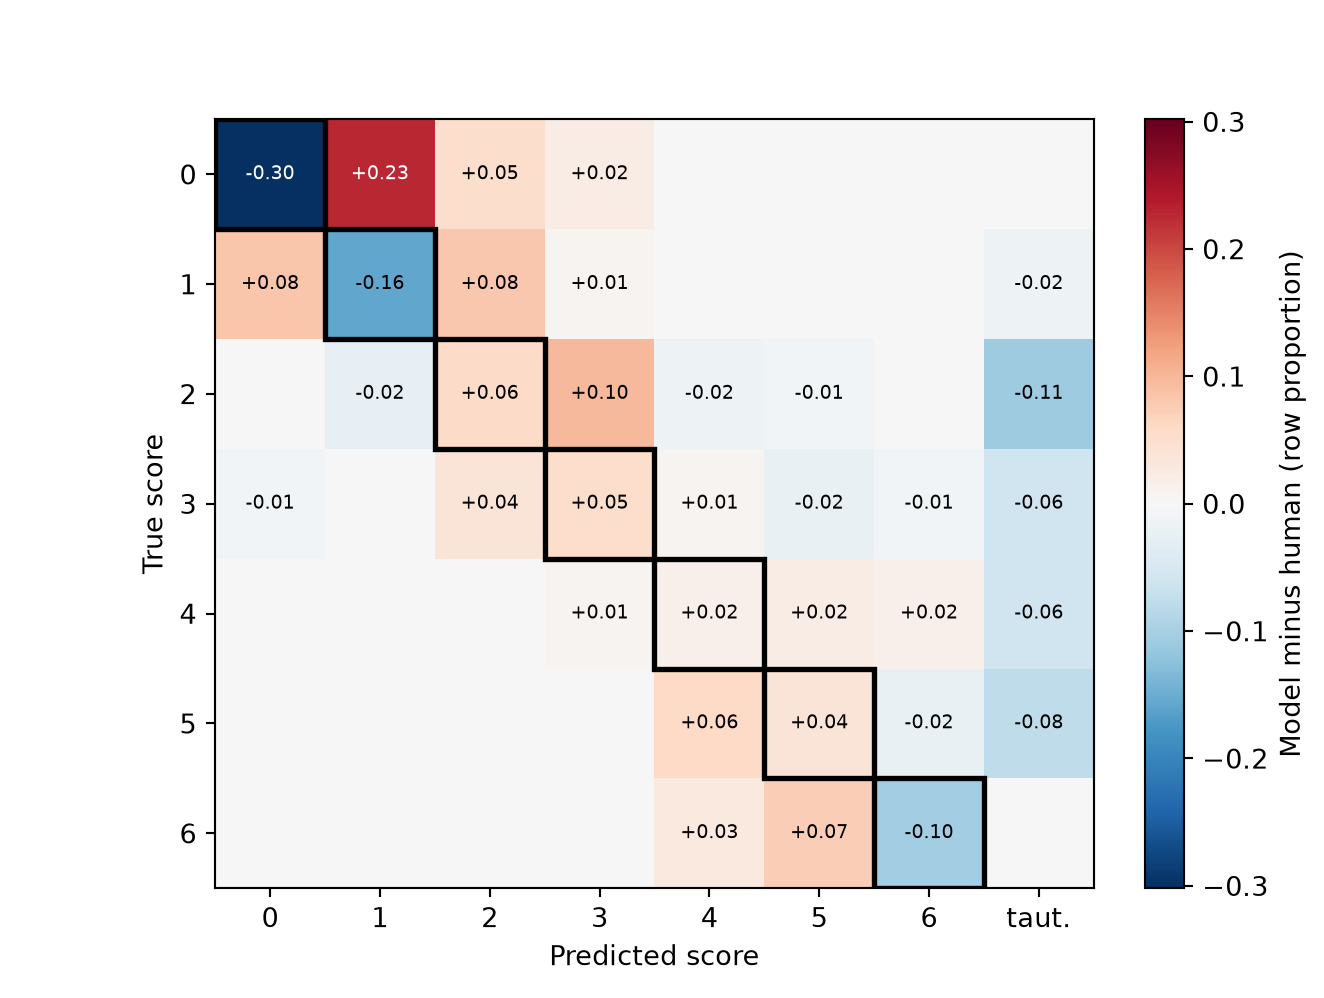 0 -0.30 +0.23 +0.05 +0.02
1 +0.08 -0.16 +0.08 +0.01 -0.02
2 -0.02 +0.06 +0.10 -0.02 -0.01 -0.11
3 -0.01 +0.04 +0.05 +0.01 -0.02 -0.01 -0.06
4 +0.01 +0.02 +0.02 +0.02 -0.06
5 +0.06 +0.04 -0.02 -0.08
6 +0.03 +0.07 -0.10
0 1 2 3 4 5 6 taut.
Predicted score
True score
0.3
0.2
0.1
0.0
−0.1
−0.2
−0.3
Model minus human (row proportion)